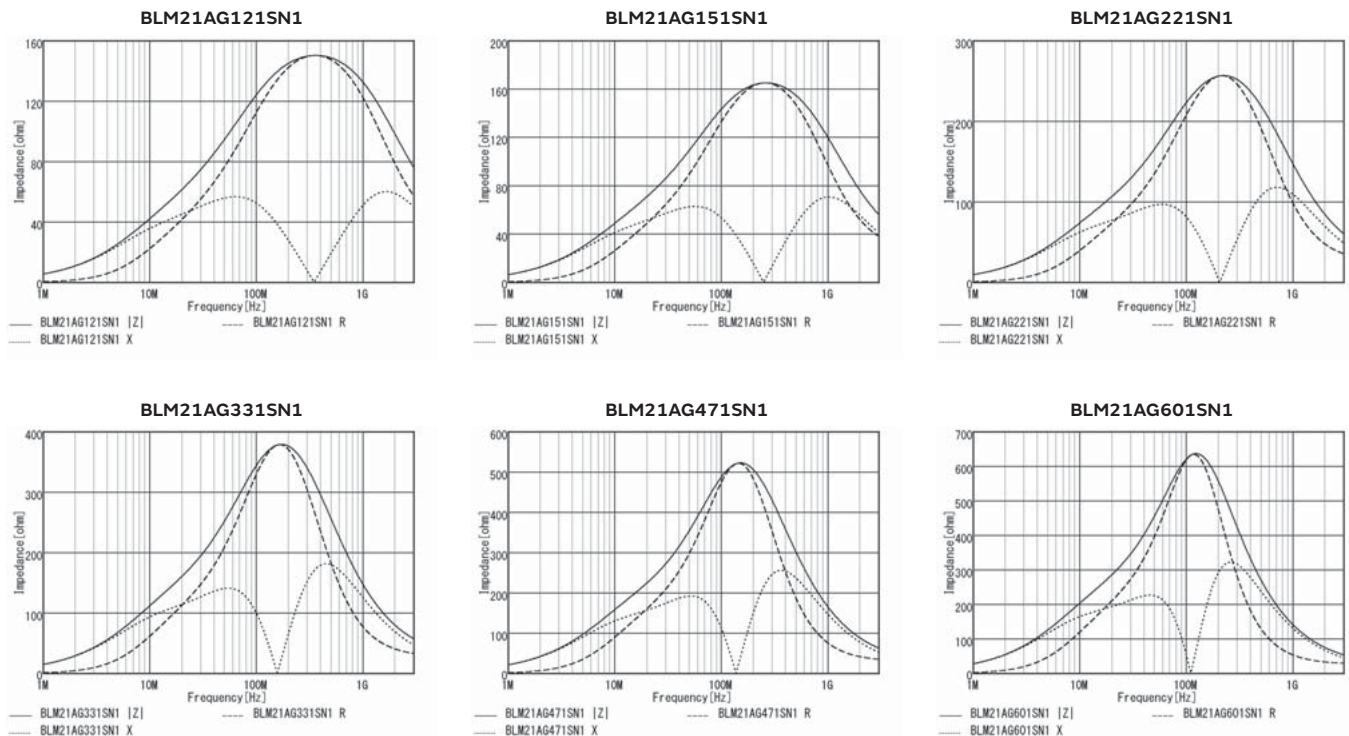 BLM21AG121SN1
160
120
80
40
0
Impedance[ohm]
1M 10M 100M 1G
Frequency[Hz]
BLM21AG121SN1 |Z| BLM21AG121SN1 R
BLM21AG121SN1 X
BLM21AG151SN1
200
160
120
80
40
0
Impedance[ohm]
1M 10M 100M 1G
Frequency[Hz]
BLM21AG151SN1 |Z| BLM21AG151SN1 R
BLM21AG151SN1 X
BLM21AG221SN1
300
200
100
0
Impedance[ohm]
1M 10M 100M 1G
Frequency[Hz]
BLM21AG221SN1 |Z| BLM21AG221SN1 R
BLM21AG221SN1 X
BLM21AG331SN1
400
300
200
100
0
Impedance[ohm]
1M 10M 100M 1G
Frequency[Hz]
BLM21AG331SN1 |Z| BLM21AG331SN1 R
BLM21AG331SN1 X
BLM21AG471SN1
600
500
400
300
200
100
0
Impedance[ohm]
1M 10M 100M 1G
Frequency[Hz]
BLM21AG471SN1 |Z| BLM21AG471SN1 R
BLM21AG471SN1 X
BLM21AG601SN1
700
600
500
400
300
200
100
0
Impedance[ohm]
1M 10M 100M 1G
Frequency[Hz]
BLM21AG601SN1 |Z| BLM21AG601SN1 R
BLM21AG601SN1 X